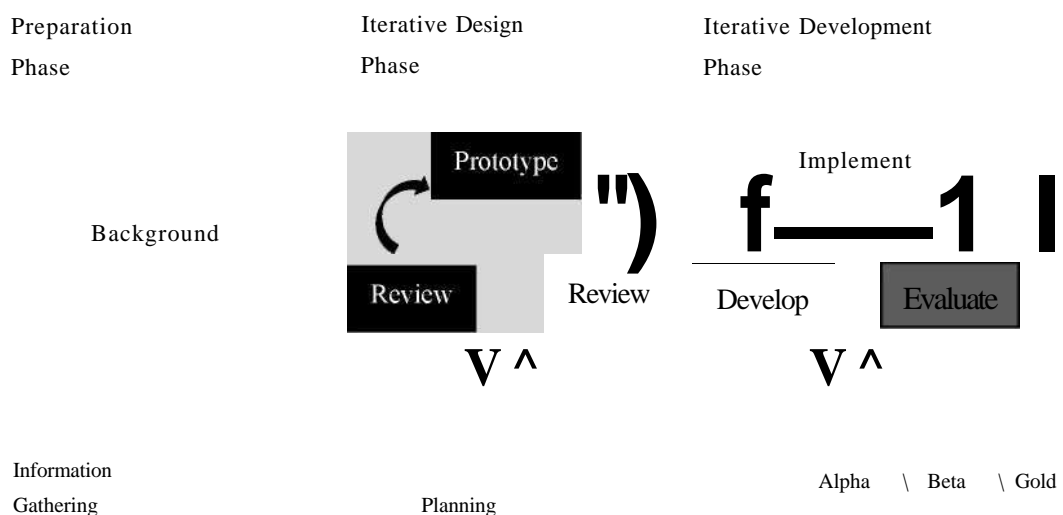 Preparation
Phase
Iterative Design
Phase
Iterative Development
Phase
Background
Prototype
Review
")
Review
Implement
f 1 I
Develop
Evaluate
V ^
V ^
Information
Gathering
Planning
Alpha \ Beta \ Gold